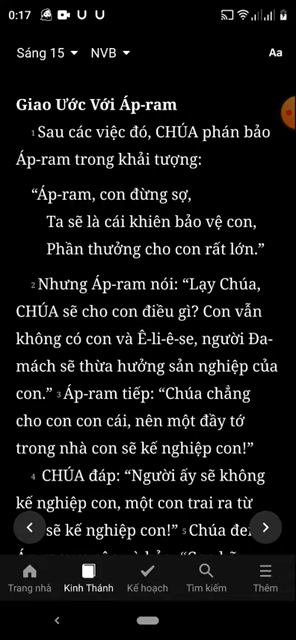 0:17
Sáng 15 NVB Aa
Giao Ước Với Áp-ram
1 Sau các việc đó, CHÚA phán bảo
Áp-ram trong khải tượng:
“Áp-ram, con đừng sợ,
Ta sẽ là cái khiên bảo vệ con,
Phần thưởng cho con rất lớn.”
2 Nhưng Áp-ram nói: “Lạy Chúa,
CHÚA sẽ cho con điều gì? Con vẫn
không có con và Ê-li-ê-se, người Đa-
mách sẽ thừa hưởng sản nghiệp của
con.” 3 Áp-ram tiếp: “Chúa chẳng
cho con con cái, nên một đầy tớ
trong nhà con sẽ kế nghiệp con!”
4 CHÚA đáp: “Người ấy sẽ không
kế nghiệp con, một con trai ra từ
sẽ kế nghiệp con!” 5 Chúa
Trang nhà Kinh Thánh Kế hoạch Tìm kiếm Thêm